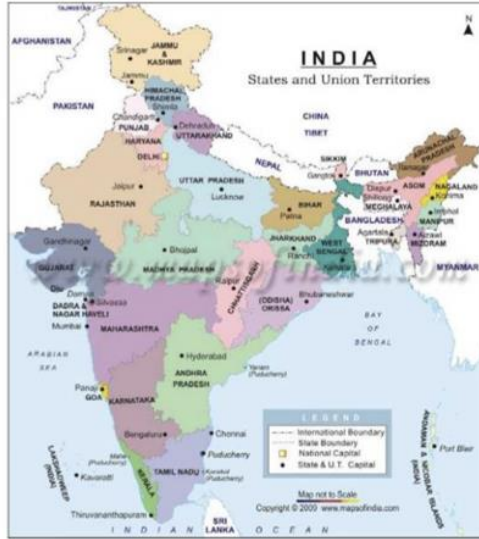 TAJIKISTAN
AFGHANISTAN
JAMMU
&
KASHMIR
Srinagar
Jammu
N
INDIA
States and Union Territories
PAKISTAN
HIMACHAL
PRADESH
Shimla
Chandigarh
PUNJAB
Dehradun
UTTARAKHAND
HARYANA
DELHI
CHINA
TIBET
NEPAL
SIKKIM
Gangtok
BHUTAN
ARUNACHAL
PRADESH
Itanagar
Dispur
ASOM
NAGALAND
Kohima
Shillong
MEGHALAYA
Imphal
MANIPUR
BANGLADESH
Agartala
TRIPURA
Aizawl
MIZORAM
MYANMAR
Jaipur
RAJASTHAN
UTTAR PRADESH
Lucknow
BIHAR
Patna
JHARKHAND
Ranchi
WEST
BENGAL
Gandhinagar
GUJARAT
Bhopal
MADHYA PRADESH
www.mapsofindia.com
Raipur
CHHATTISGARH
(ODISHA)
ORISSA
Bhubaneshwar
Diu
Daman
Silvassa
DADRA &
NAGAR HAVELI
Mumbai
MAHARASHTRA
ARABIAN
SEA
BAY
OF
BENGAL
Hyderabad
ANDHRA
PRADESH
Yanam
(Puducherry)
Panaji
GOA
KARNATAKA
Bengaluru
Chennai
Mahe
(Puducherry)
Puducherry
Karaikal
(Puducherry)
TAMIL NADU
KERALA
LAKSHADWEEP
(INDIA)
Kavaratti
Thiruvananthapuram
SRI
LANKA
INDIAN OCEAN
ANDAMAN & NICOBAR ISLANDS
(INDIA)
Port Blair
LEGEND
International Boundary
State Boundary
National Capital
State & U.T. Capital
Map not to Scale
Copyright © 2009 www.mapsofindia.com